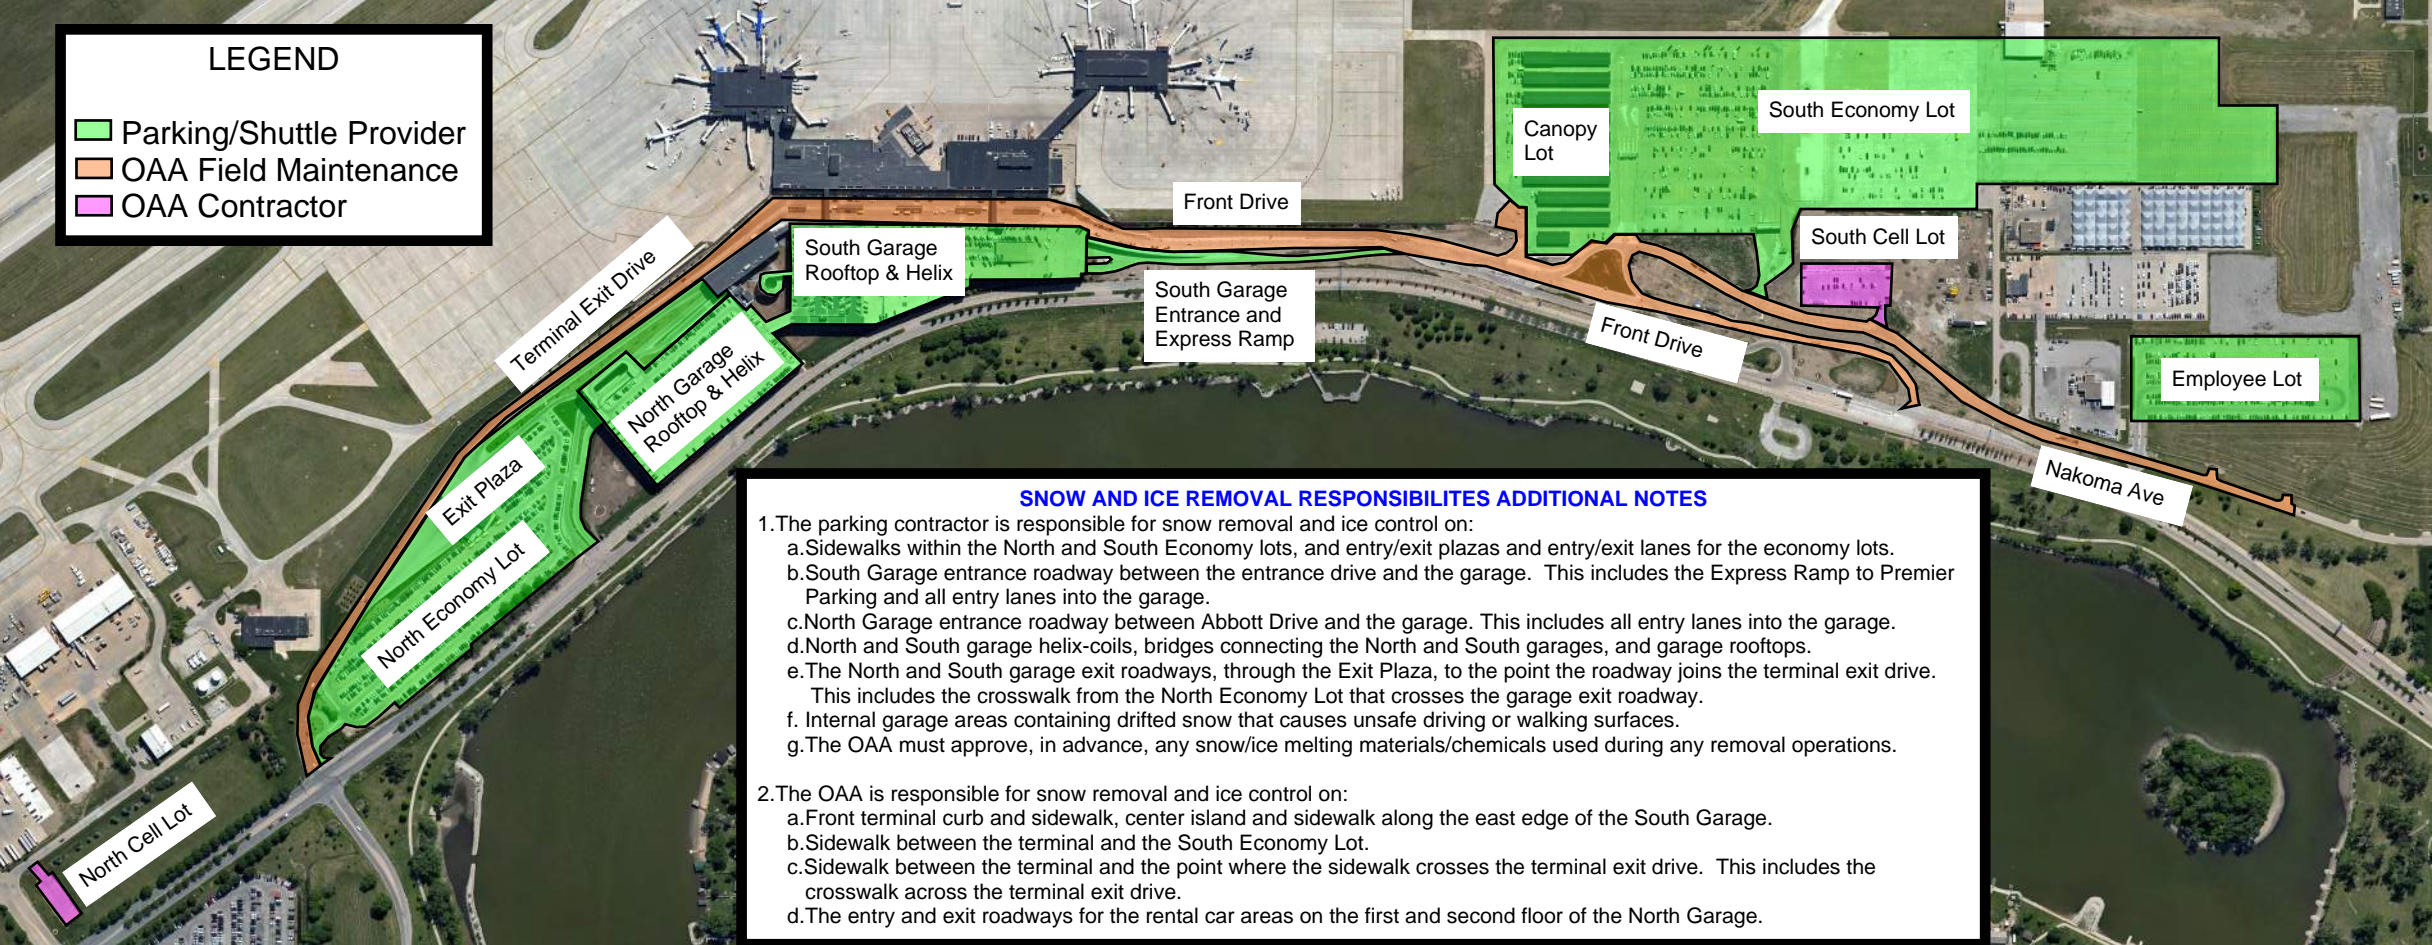 LEGEND
Parking/Shuttle Provider
OAA Field Maintenance
OAA Contractor
Canopy
Lot
South Economy Lot
Front Drive
South Cell Lot
South Garage
Rooftop & Helix
Terminal Exit Drive
South Garage
Entrance and
Express Ramp
Front Drive
North Garage
Rooftop & Helix
Employee Lot
Exit Plaza
Nakoma Ave
North Economy Lot
North Cell Lot
SNOW AND ICE REMOVAL RESPONSIBILITES ADDITIONAL NOTES
1.The parking contractor is responsible for snow removal and ice control on:
a.Sidewalks within the North and South Economy lots, and entry/exit plazas and entry/exit lanes for the economy lots.
b.South Garage entrance roadway between the entrance drive and the garage. This includes the Express Ramp to Premier
Parking and all entry lanes into the garage.
c.North Garage entrance roadway between Abbott Drive and the garage. This includes all entry lanes into the garage.
d.North and South garage helix-coils, bridges connecting the North and South garages, and garage rooftops.
e.The North and South garage exit roadways, through the Exit Plaza, to the point the roadway joins the terminal exit drive.
This includes the crosswalk from the North Economy Lot that crosses the garage exit roadway.
f. Internal garage areas containing drifted snow that causes unsafe driving or walking surfaces.
g.The OAA must approve, in advance, any snow/ice melting materials/chemicals used during any removal operations.
2.The OAA is responsible for snow removal and ice control on:
a.Front terminal curb and sidewalk, center island and sidewalk along the east edge of the South Garage.
b.Sidewalk between the terminal and the South Economy Lot.
c.Sidewalk between the terminal and the point where the sidewalk crosses the terminal exit drive. This includes the
crosswalk across the terminal exit drive.
d.The entry and exit roadways for the rental car areas on the first and second floor of the North Garage.